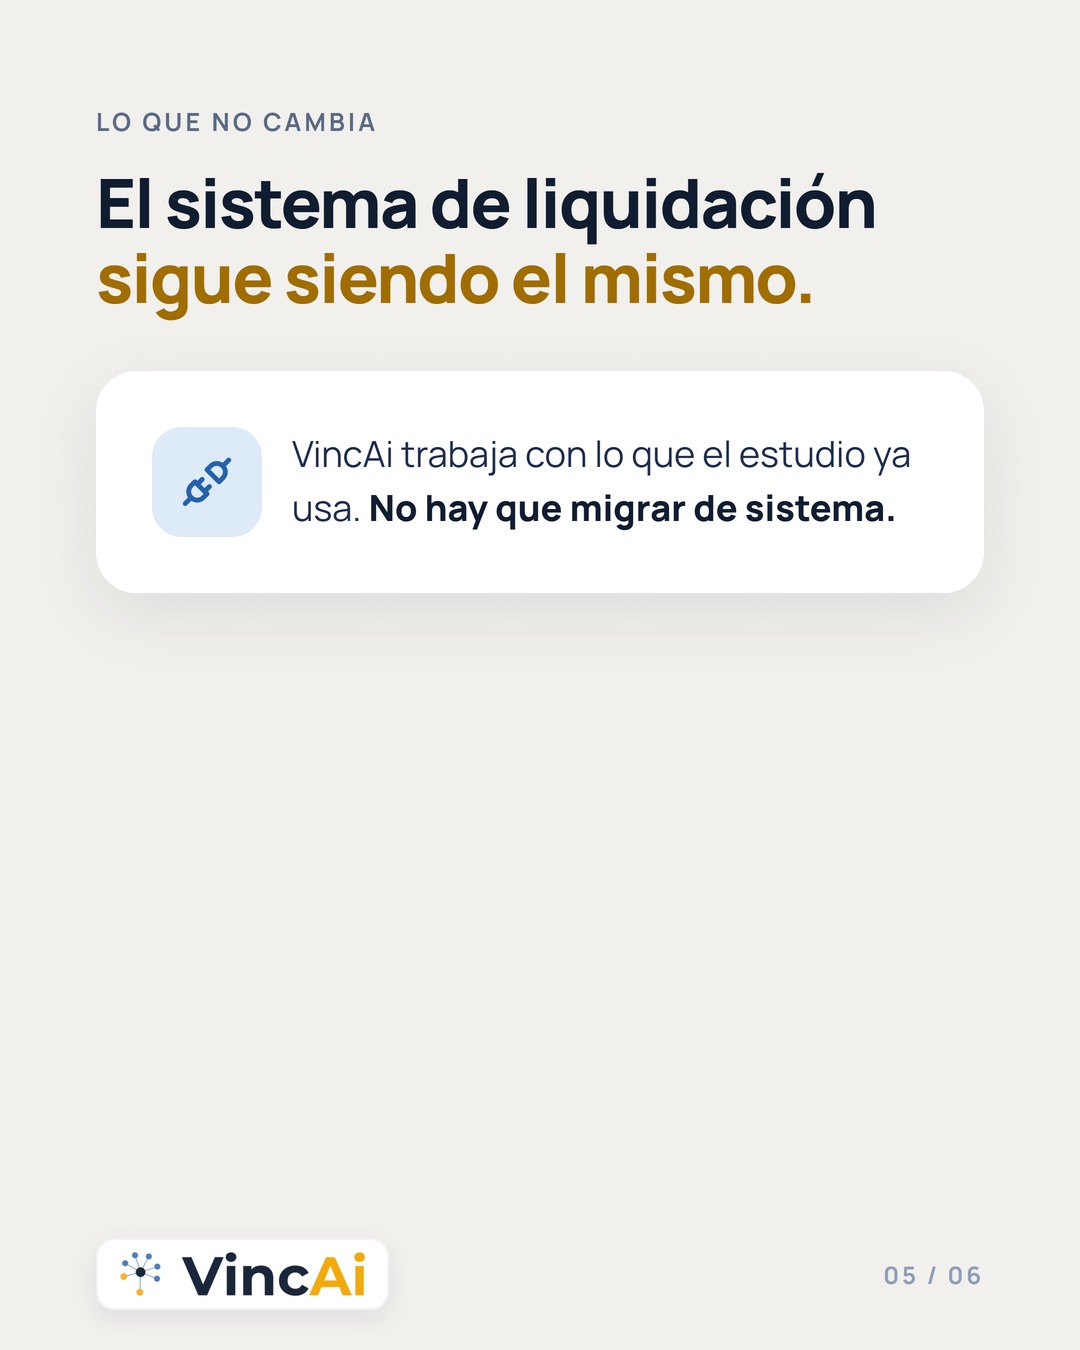 LO QUE NO CAMBIA
El sistema de liquidación
sigue siendo el mismo.
VincAi trabaja con lo que el estudio ya
usa. No hay que migrar de sistema.
VincAi
05 / 06